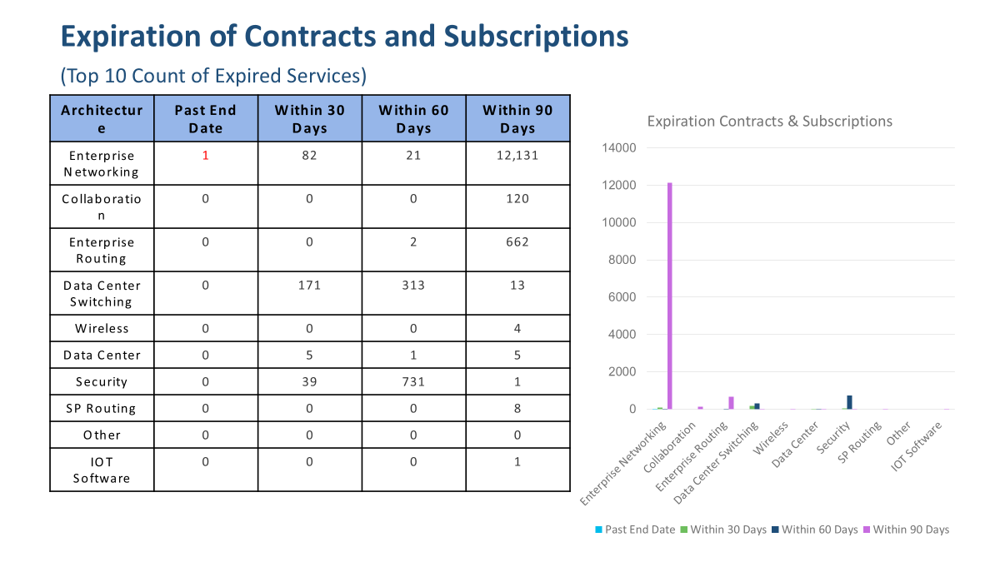 Expiration of Contracts and Subscriptions
(Top 10 Count of Expired Services)
Architectur
e
Past End
Date
Within 30
Days
Within 60
Days
Within 90
Days
Enterprise
Networking
1
82
21
12,131
Collaboratio
n
0
0
0
120
Enterprise
Routing
0
0
2
662
Data Center
Switching
0
171
313
13
Wireless
0
0
0
4
Data Center
0
5
1
5
Security
0
39
731
1
SP Routing
0
0
0
8
Other
0
0
0
0
IOT
Software
0
0
0
1
Expiration Contracts & Subscriptions
14000
12000
10000
8000
6000
4000
2000
0
Enterprise Networking
Collaboration
Enterprise Routing
Data Center Switching
Wireless
Data Center
Security
SP Routing
Other
IOT Software
Past End Date
Within 30 Days
Within 60 Days
Within 90 Days